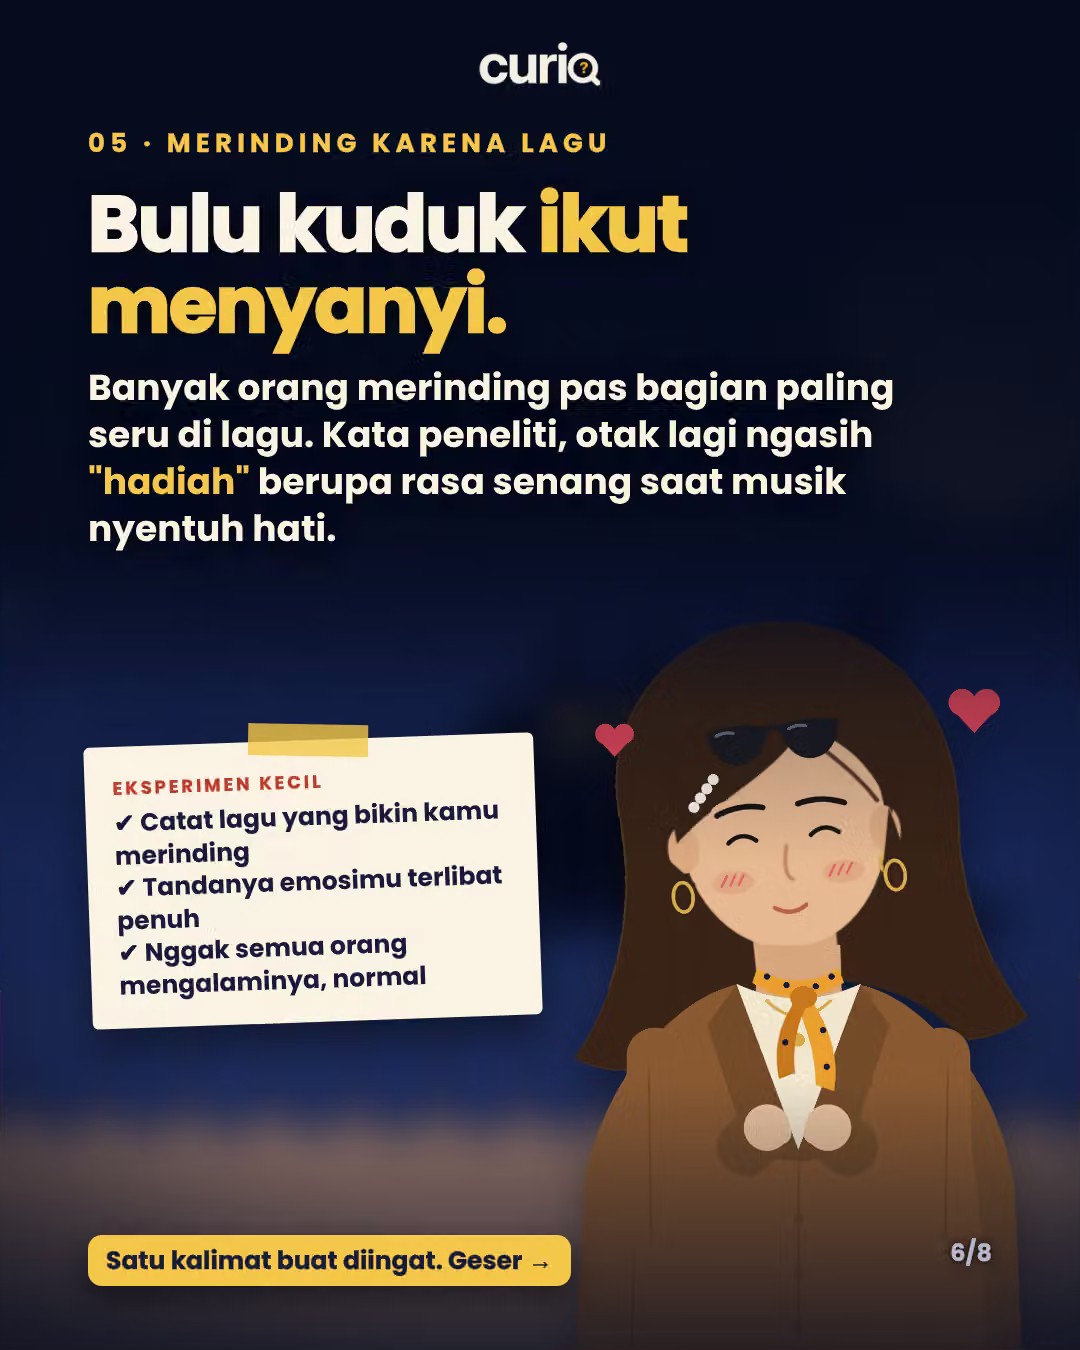 curiQ?
05 · MERINDING KARENA LAGU
Bulu kuduk ikut
menyanyi.
Banyak orang merinding pas bagian paling
seru di lagu. Kata peneliti, otak lagi ngasih
"hadiah" berupa rasa senang saat musik
nyentuh hati.
EKSPERIMEN KECIL
✔ Catat lagu yang bikin kamu
merinding
✔ Tandanya emosimu terlibat
penuh
✔ Nggak semua orang
mengalaminya, normal
Satu kalimat buat diingat. Geser →
6/8